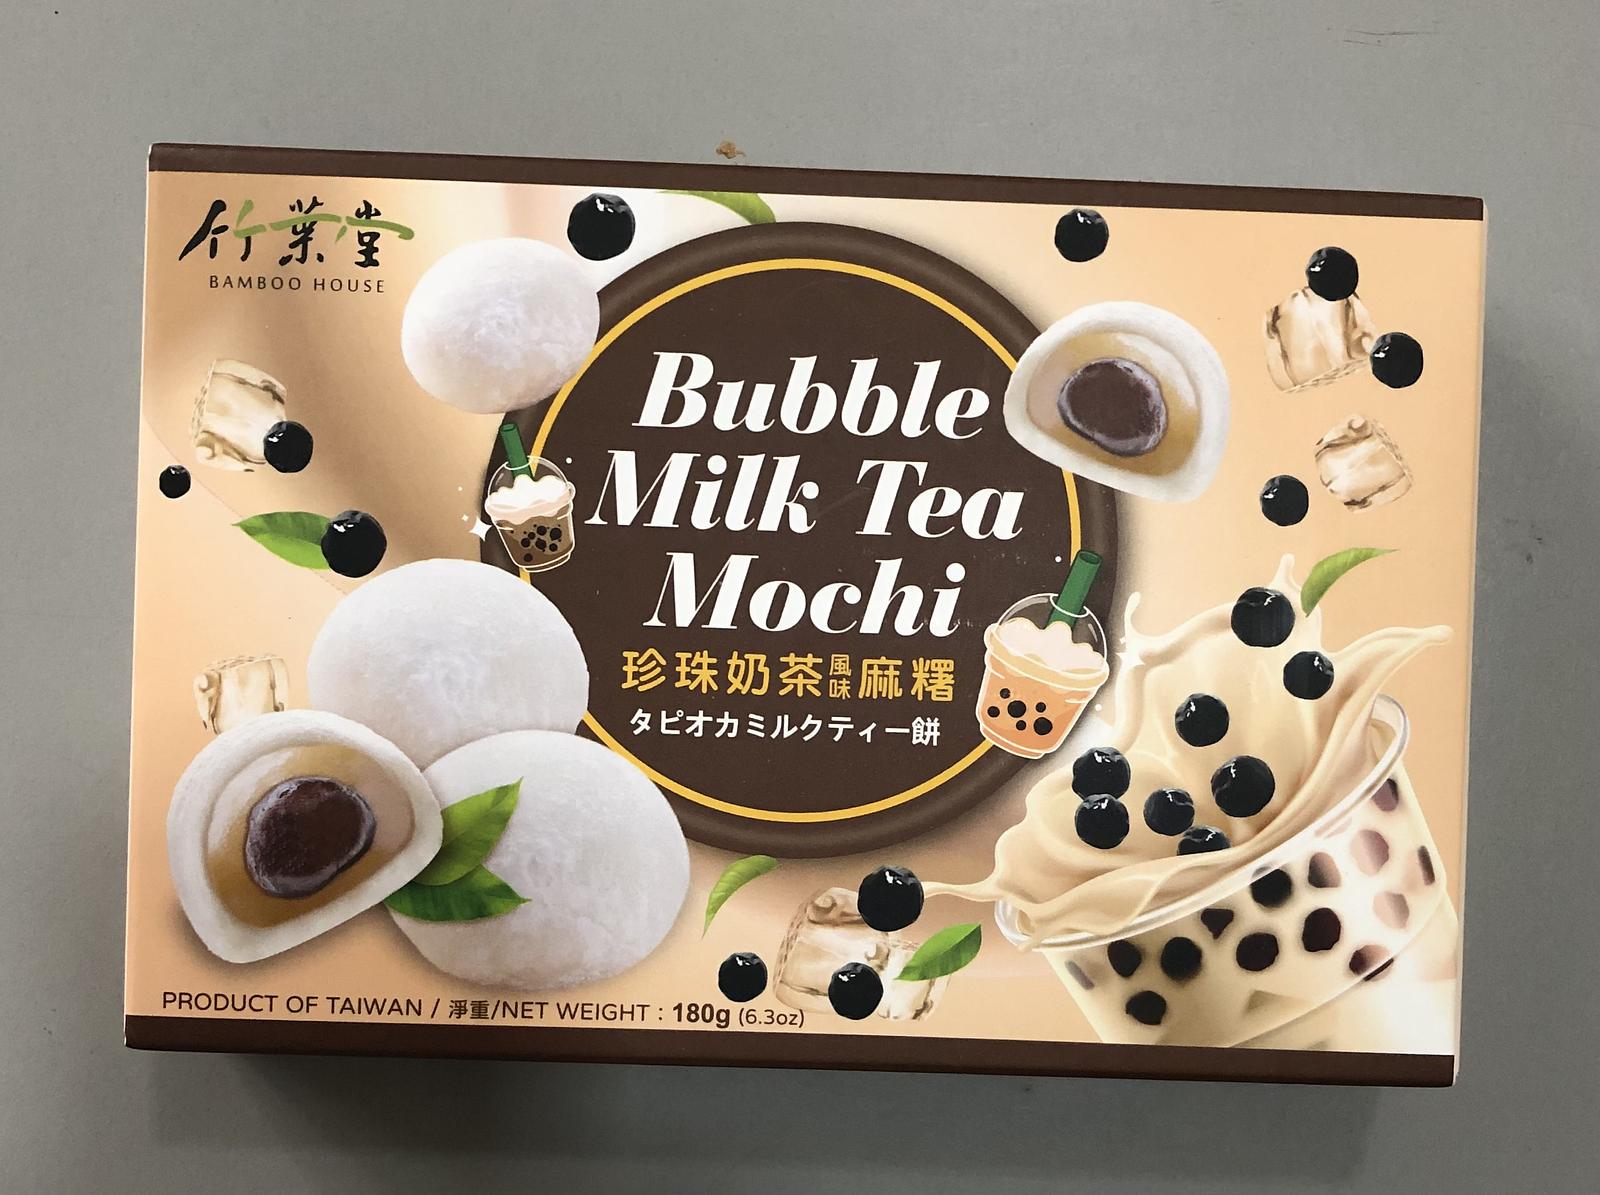 竹葉堂
BAMBOO HOUSE
Bubble
Milk Tea
Mochi
珍珠奶茶風味麻糬
タピオカミルクティー餅
PRODUCT OF TAIWAN / 淨重/NET WEIGHT : 180g (6.3oz)